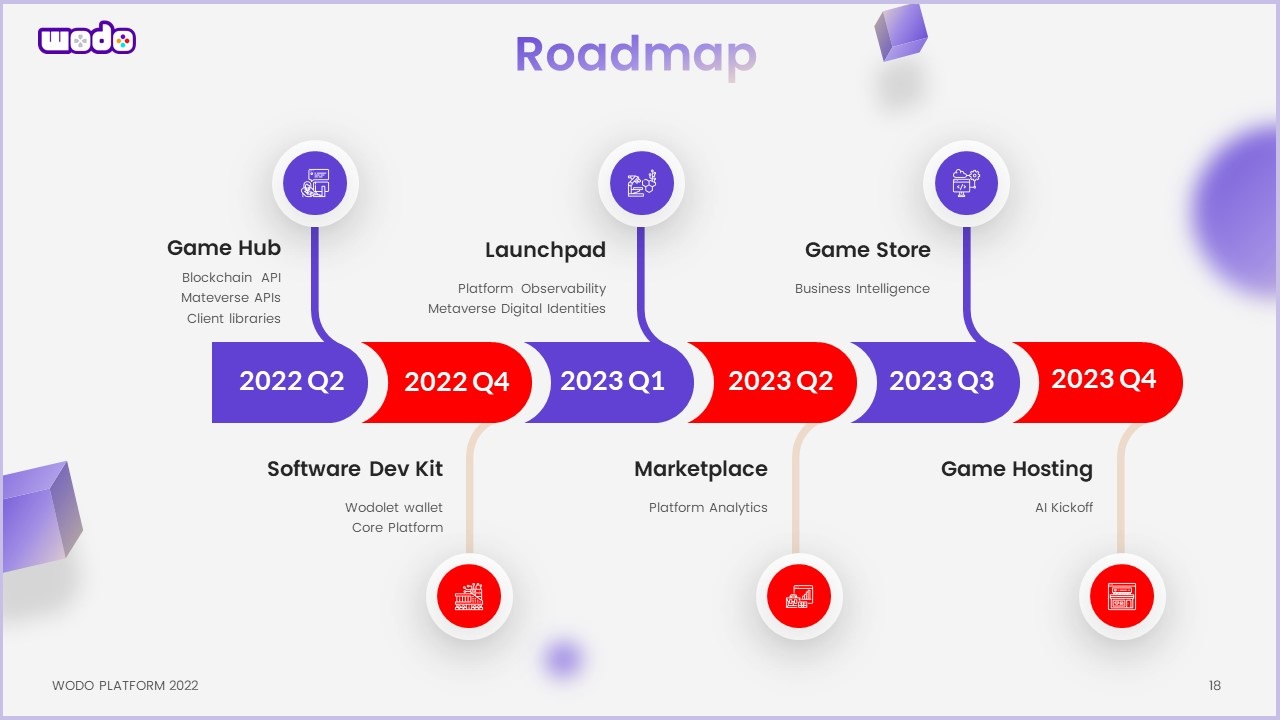 wodo
Roadmap
Game Hub
Blockchain API
Mateverse APIs
Client libraries
Launchpad
Platform Observability
Metaverse Digital Identities
Game Store
Business Intelligence
2022 Q2
2022 Q4
2023 Q1
2023 Q2
2023 Q3
2023 Q4
Software Dev Kit
Wodolet wallet
Core Platform
Marketplace
Platform Analytics
Game Hosting
AI Kickoff
WODO PLATFORM 2022
18